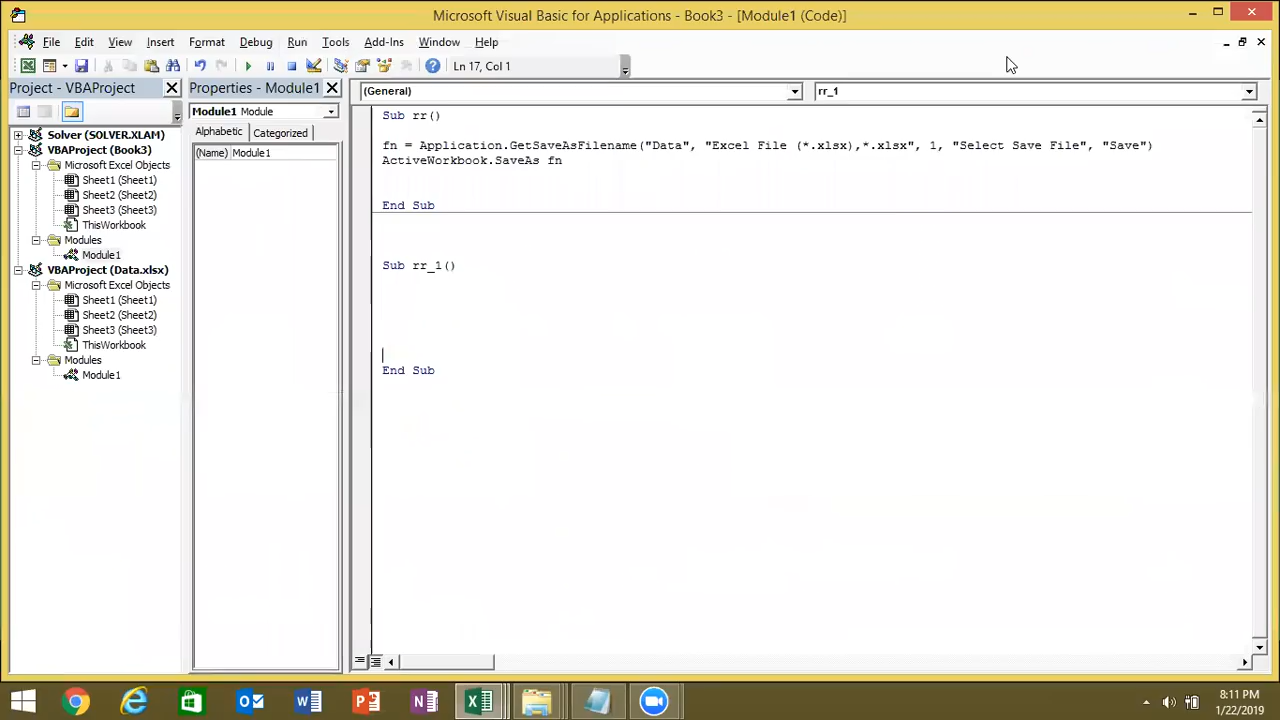 Microsoft Visual Basic for Applications - Book3 - [Module1 (Code)]
File Edit View Insert Format Debug Run Tools Add-Ins Window Help
Ln 17, Col 1
Project - VBAProject
Properties - Module1
(General)
rr_1
Module1 Module
Alphabetic Categorized
(Name) Module1
Solver (SOLVER.XLAM)
VBAProject (Book3)
Microsoft Excel Objects
Sheet1 (Sheet1)
Sheet2 (Sheet2)
Sheet3 (Sheet3)
ThisWorkbook
Modules
Module1
VBAProject (Data.xlsx)
Microsoft Excel Objects
Sheet1 (Sheet1)
Sheet2 (Sheet2)
Sheet3 (Sheet3)
ThisWorkbook
Modules
Module1
Sub rr()
fn = Application.GetSaveAsFilename("Data", "Excel File (*.xlsx),*.xlsx", 1, "Select Save File", "Save")
ActiveWorkbook.SaveAs fn
End Sub
Sub rr_1()
End Sub
8:11 PM
1/22/2019